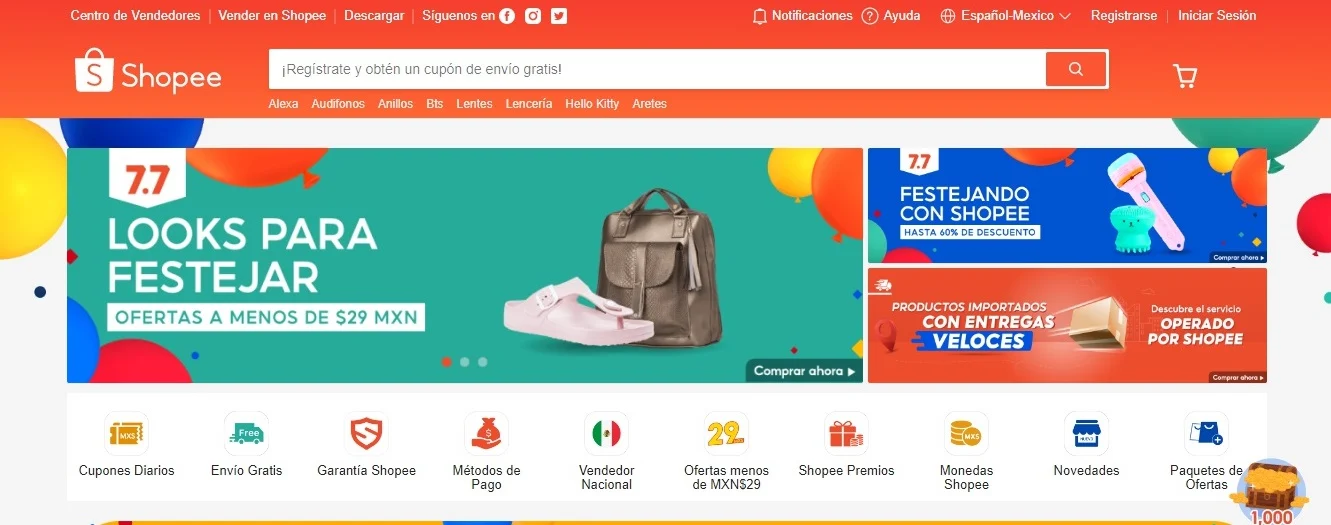 Centro de Vendedores
Vender en Shopee
Descargar
Síguenos en
Notificaciones
Ayuda
Español-Mexico
Registrarse
Iniciar Sesión
S Shopee
¡Regístrate y obtén un cupón de envío gratis!
Alexa
Audifonos
Anillos
Bts
Lentes
Lencería
Hello Kitty
Aretes
7.7
LOOKS PARA
FESTEJAR
OFERTAS A MENOS DE $29 MXN
Comprar ahora
7.7
FESTEJANDO
CON SHOPEE
HASTA 60% DE DESCUENTO
Comprar ahora
PRODUCTOS IMPORTADOS
CON ENTREGAS
VELOCES
Descubre el servicio
OPERADO
POR SHOPEE
Comprar ahora
MXS
Free
S
$
29
MXS
NUEVO
Cupones Diarios
Envío Gratis
Garantía Shopee
Métodos de
Pago
Vendedor
Nacional
Ofertas menos
de MXN$29
Shopee Premios
Monedas
Shopee
Novedades
Paquetes de
Ofertas
1,000